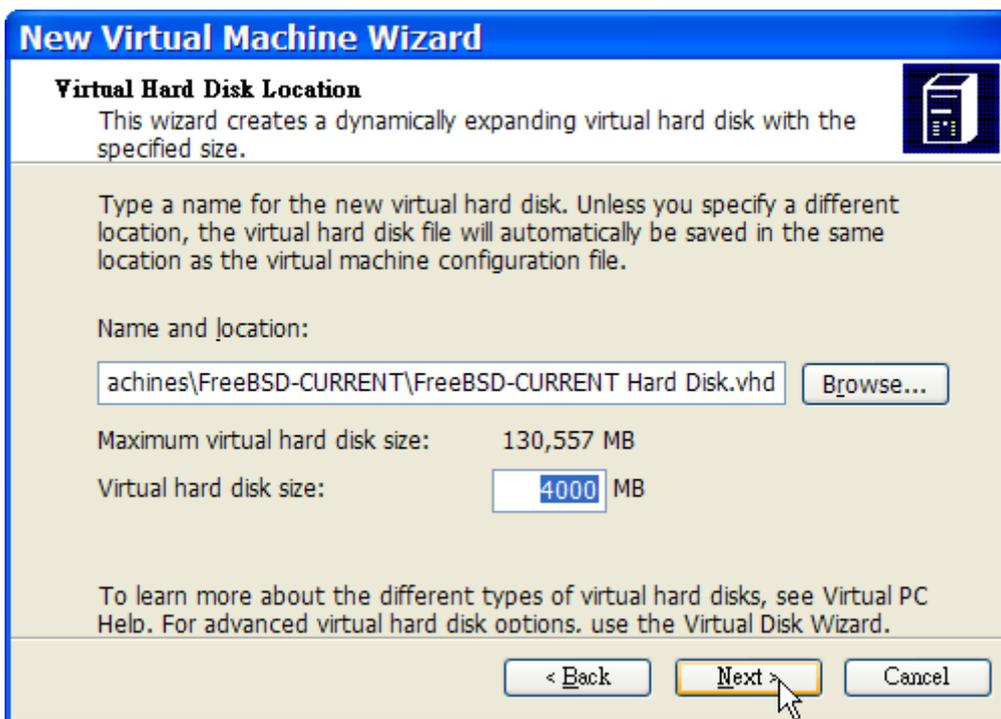 New Virtual Machine Wizard
Virtual Hard Disk Location
This wizard creates a dynamically expanding virtual hard disk with the
specified size.
Type a name for the new virtual hard disk. Unless you specify a different
location, the virtual hard disk file will automatically be saved in the same
location as the virtual machine configuration file.
Name and location:
achines\FreeBSD-CURRENT\FreeBSD-CURRENT Hard Disk.vhd Browse...
Maximum virtual hard disk size: 130,557 MB
Virtual hard disk size: 4000 MB
To learn more about the different types of virtual hard disks, see Virtual PC
Help. For advanced virtual hard disk options, use the Virtual Disk Wizard.
< Back Next > Cancel